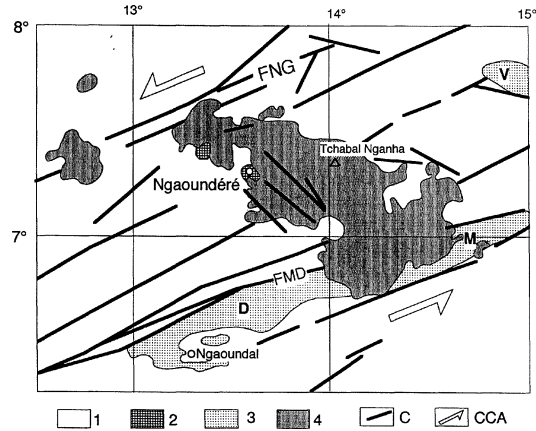 8°
13°
14°
15°
FNG
V
Tchabal Nganha
Ngaoundéré
7°
M
FMD
D
Ngaoundal
1 2 3 4 C CCA